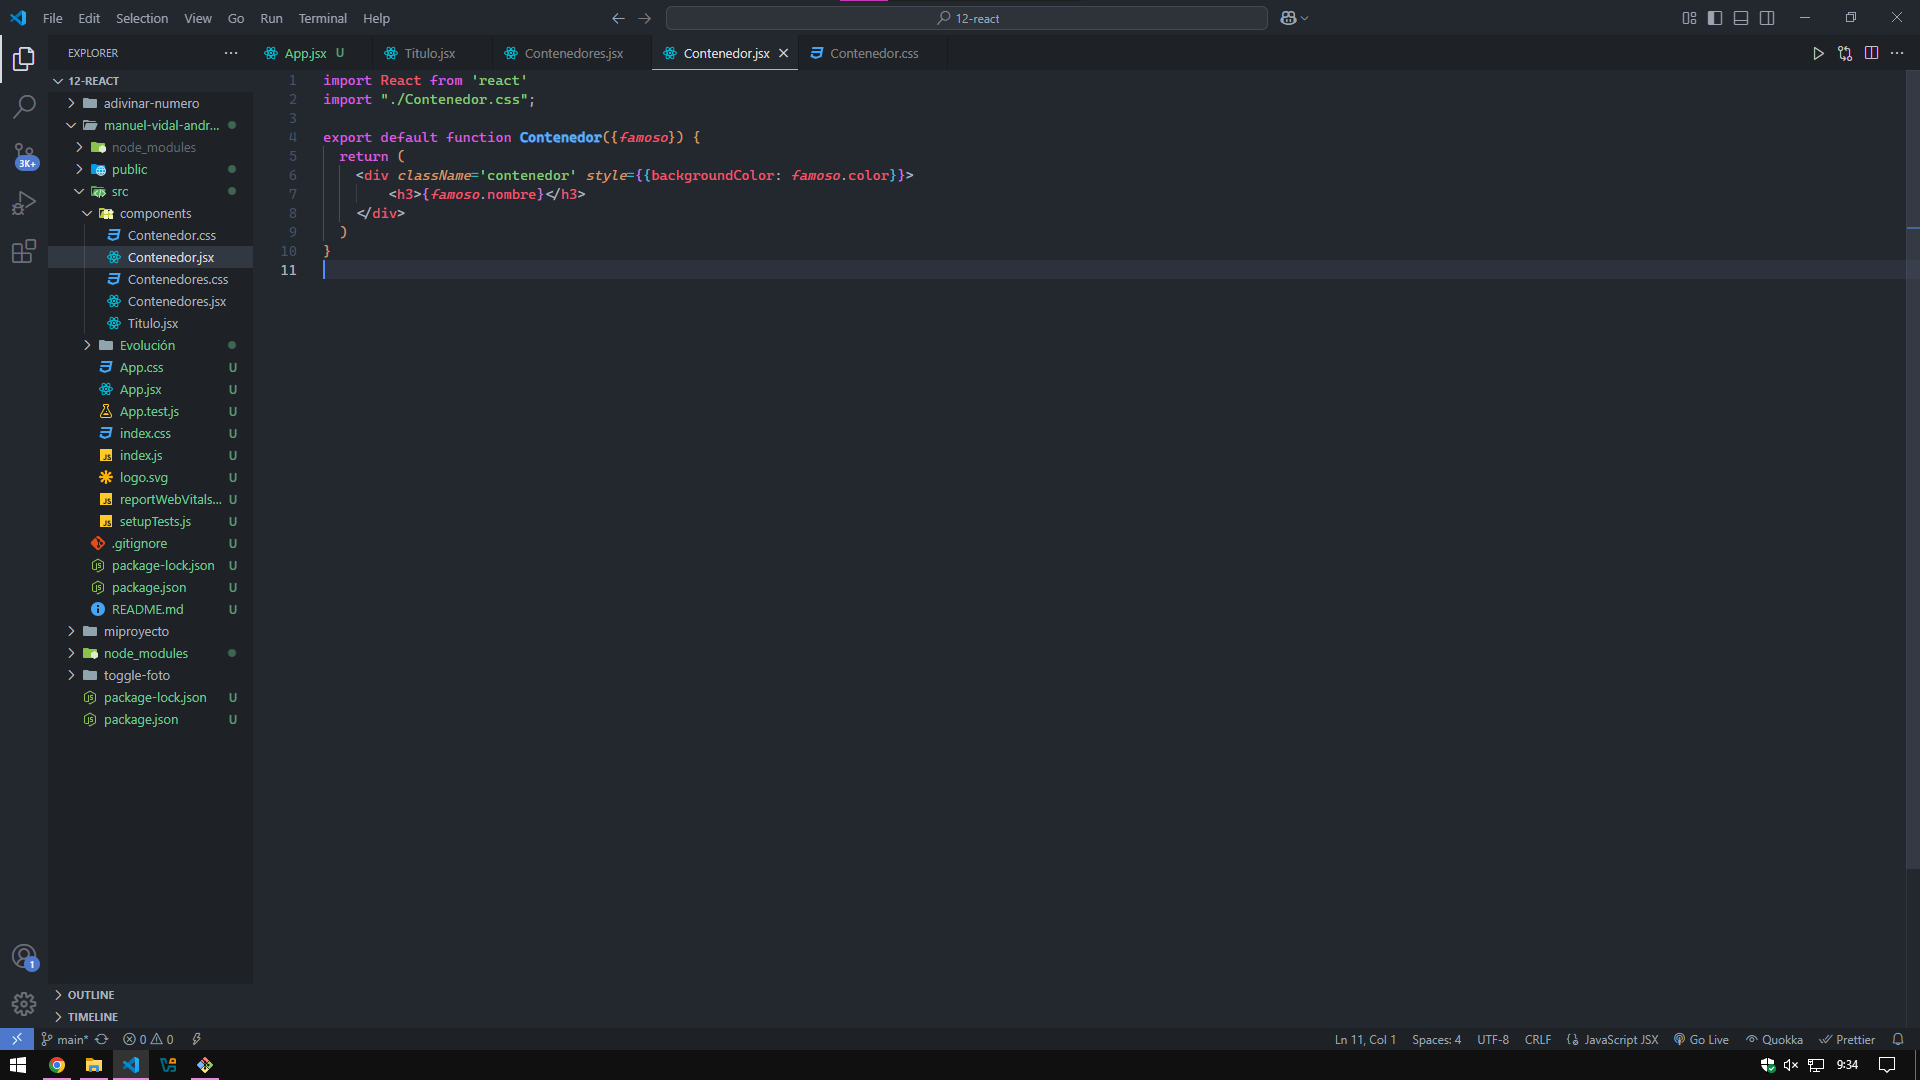 File Edit Selection View Go Run Terminal Help
12-react
EXPLORER
App.jsx U
Titulo.jsx
Contenedores.jsx
Contenedor.jsx
Contenedor.css
12-REACT
adivinar-numero
manuel-vidal-andr...
node_modules
public
src
components
Contenedor.css
Contenedor.jsx
Contenedores.css
Contenedores.jsx
Titulo.jsx
Evolución
App.css U
App.jsx U
App.test.js U
index.css U
index.js U
logo.svg U
reportWebVitals... U
setupTests.js U
.gitignore U
package-lock.json U
package.json U
README.md U
miproyecto
node_modules
toggle-foto
package-lock.json U
package.json U
OUTLINE
TIMELINE
3K+
1
1 import React from 'react'
2 import "./Contenedor.css";
3
4 export default function Contenedor({famoso}) {
5 return (
6 <div className='contenedor' style={{backgroundColor: famoso.color}}>
7 <h3>{famoso.nombre}</h3>
8 </div>
9 )
10 }
11
main* 0 0
Ln 11, Col 1 Spaces: 4 UTF-8 CRLF JavaScript JSX Go Live Quokka Prettier
9:34